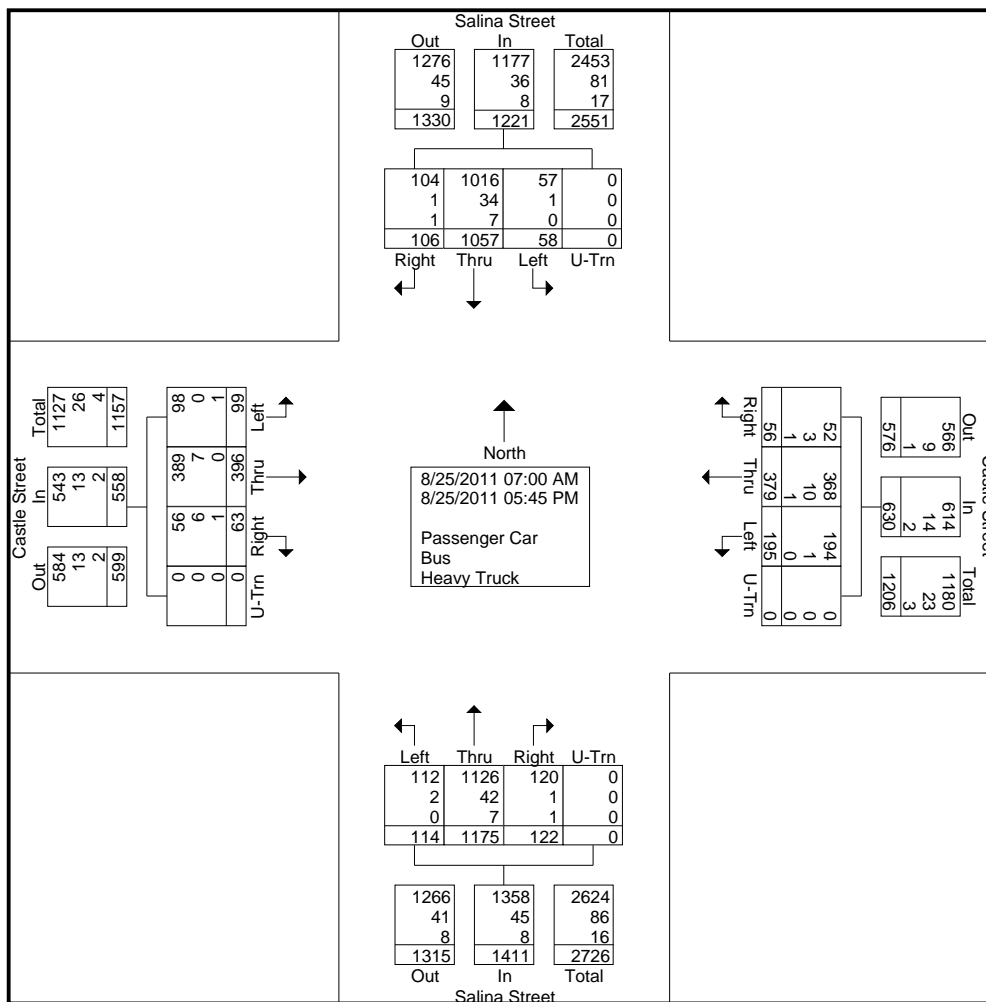 Salina Street
Out In Total
1276 1177 2453
45 36 81
9 8 17
1330 1221 2551
104 1016 57 0
1 34 1 0
1 7 0 0
106 1057 58 0
Right Thru Left U-Trn
Castle Street
Total In Out
1127 543 584
26 13 13
4 2 2
1157 558 599
98 389 56 0
0 7 6 0
1 0 1 0
99 396 63 0
Left Thru Right U-Trn
North
8/25/2011 07:00 AM
8/25/2011 05:45 PM
Passenger Car
Bus
Heavy Truck
Right Thru Left U-Trn
56 379 195 0
1 1 0 0
3 10 1 0
52 368 194 0
Out In Total
566 614 1180
9 14 23
1 2 3
576 630 1206
Left Thru Right U-Trn
112 1126 120 0
2 42 1 0
0 7 1 0
114 1175 122 0
1266 1358 2624
41 45 86
8 8 16
1315 1411 2726
Out In Total
Salina Street